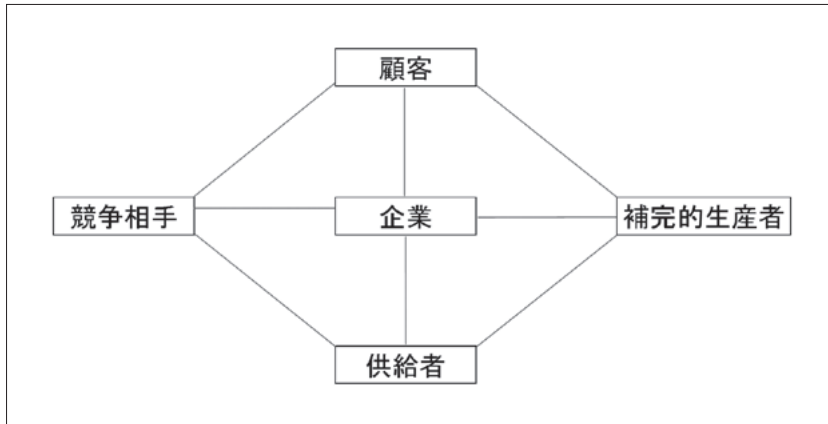 顧客
競争相手
企業
補完的生産者
供給者